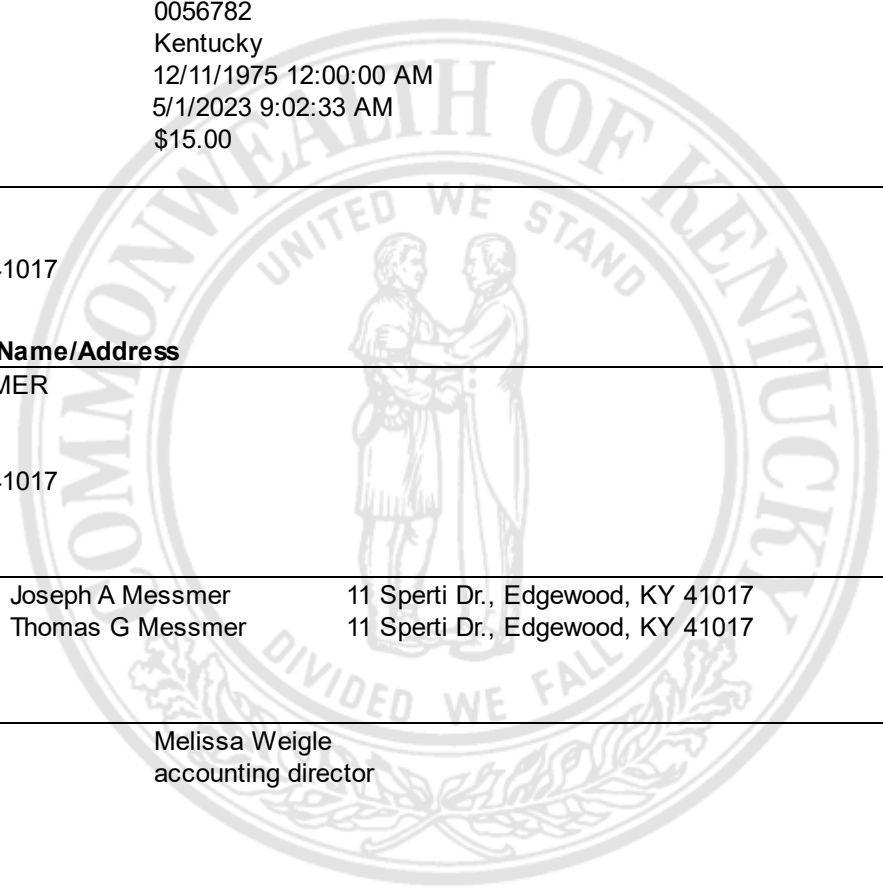 0056782
Kentucky
12/11/1975 12:00:00 AM
5/1/2023 9:02:33 AM
$15.00
COMMONWEALTH OF KENTUCKY
UNITED WE STAND
41017
Name/Address
MER
41017
Joseph A Messmer 11 Sperti Dr., Edgewood, KY 41017
Thomas G Messmer 11 Sperti Dr., Edgewood, KY 41017
DIVIDED WE FALL
Melissa Weigle
accounting director